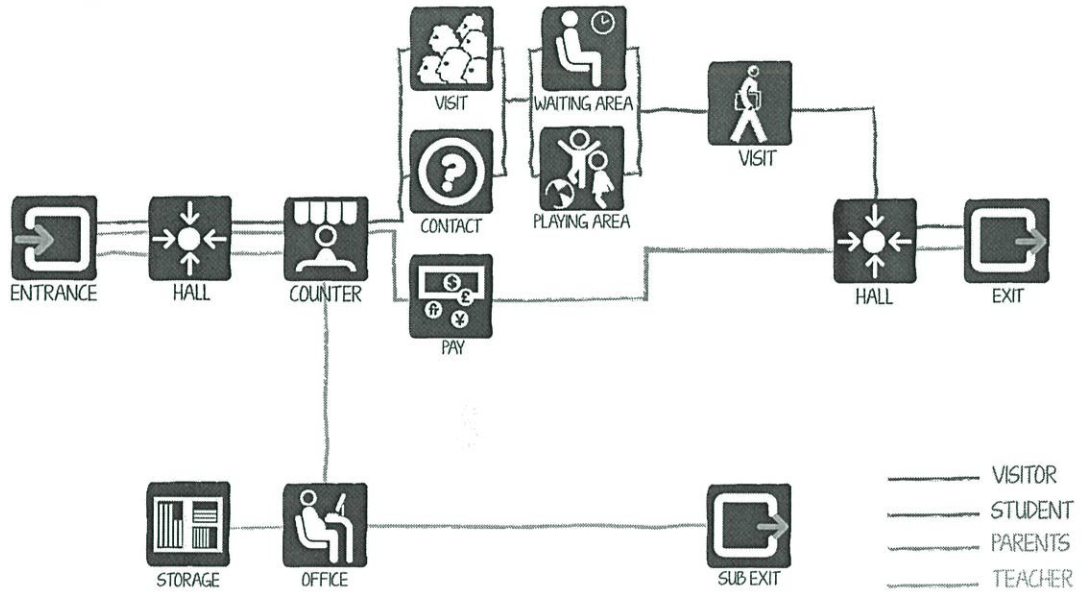 VISIT
WAITING AREA
VISIT
?
CONTACT
PLAYING AREA
ENTRANCE
HALL
COUNTER
HALL
EXIT
$
£
¥
PAY
STORAGE
OFFICE
SUB EXIT
VISITOR
STUDENT
PARENTS
TEACHER